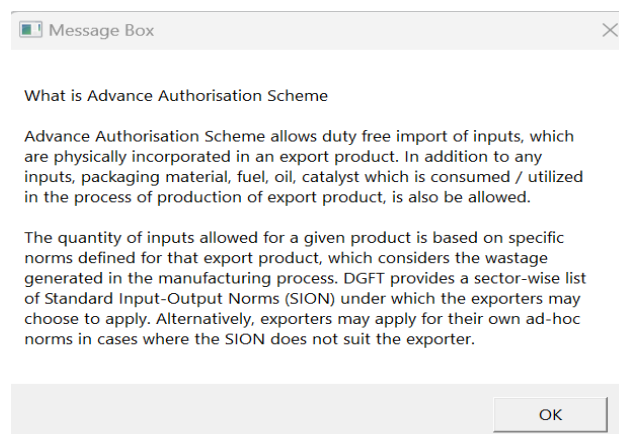 Message Box
What is Advance Authorisation Scheme
Advance Authorisation Scheme allows duty free import of inputs, which
are physically incorporated in an export product. In addition to any
inputs, packaging material, fuel, oil, catalyst which is consumed / utilized
in the process of production of export product, is also be allowed.
The quantity of inputs allowed for a given product is based on specific
norms defined for that export product, which considers the wastage
generated in the manufacturing process. DGFT provides a sector-wise list
of Standard Input-Output Norms (SION) under which the exporters may
choose to apply. Alternatively, exporters may apply for their own ad-hoc
norms in cases where the SION does not suit the exporter.
OK